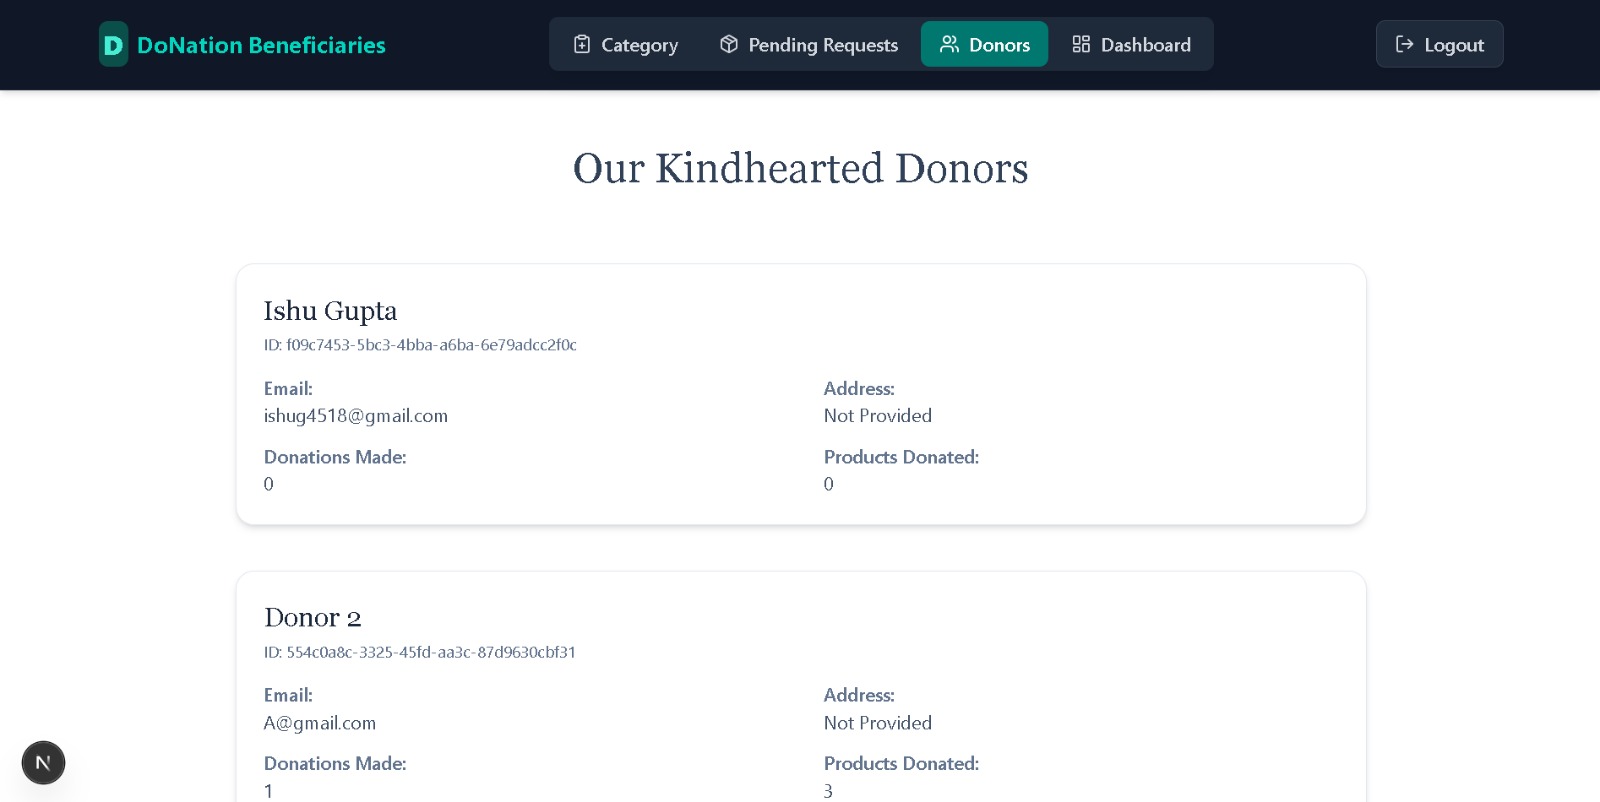 D DoNation Beneficiaries
Category
Pending Requests
Donors
Dashboard
Logout
Our Kindhearted Donors
Ishu Gupta
ID: f09c7453-5bc3-4bba-a6ba-6e79adcc2f0c
Email:
Address:
ishug4518@gmail.com
Not Provided
Donations Made:
Products Donated:
0
0
Donor 2
ID: 554c0a8c-3325-45fd-aa3c-87d9630cbf31
Email:
Address:
A@gmail.com
Not Provided
Donations Made:
Products Donated:
1
3
N